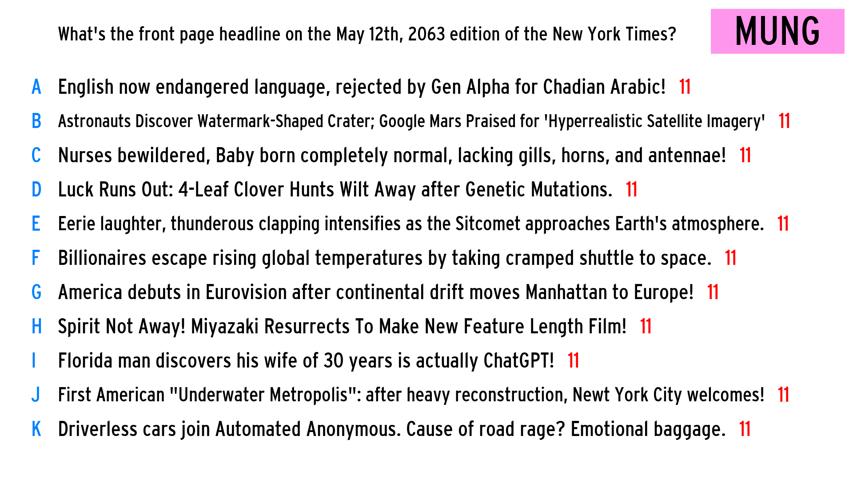 What's the front page headline on the May 12th, 2063 edition of the New York Times?
MUNG
A English now endangered language, rejected by Gen Alpha for Chadian Arabic! 11
B Astronauts Discover Watermark-Shaped Crater; Google Mars Praised for 'Hyperrealistic Satellite Imagery' 11
C Nurses bewildered, Baby born completely normal, lacking gills, horns, and antennae! 11
D Luck Runs Out: 4-Leaf Clover Hunts Wilt Away after Genetic Mutations. 11
E Eerie laughter, thunderous clapping intensifies as the Sitcomet approaches Earth's atmosphere. 11
F Billionaires escape rising global temperatures by taking cramped shuttle to space. 11
G America debuts in Eurovision after continental drift moves Manhattan to Europe! 11
H Spirit Not Away! Miyazaki Resurrects To Make New Feature Length Film! 11
I Florida man discovers his wife of 30 years is actually ChatGPT! 11
J First American "Underwater Metropolis": after heavy reconstruction, Newt York City welcomes! 11
K Driverless cars join Automated Anonymous. Cause of road rage? Emotional baggage. 11